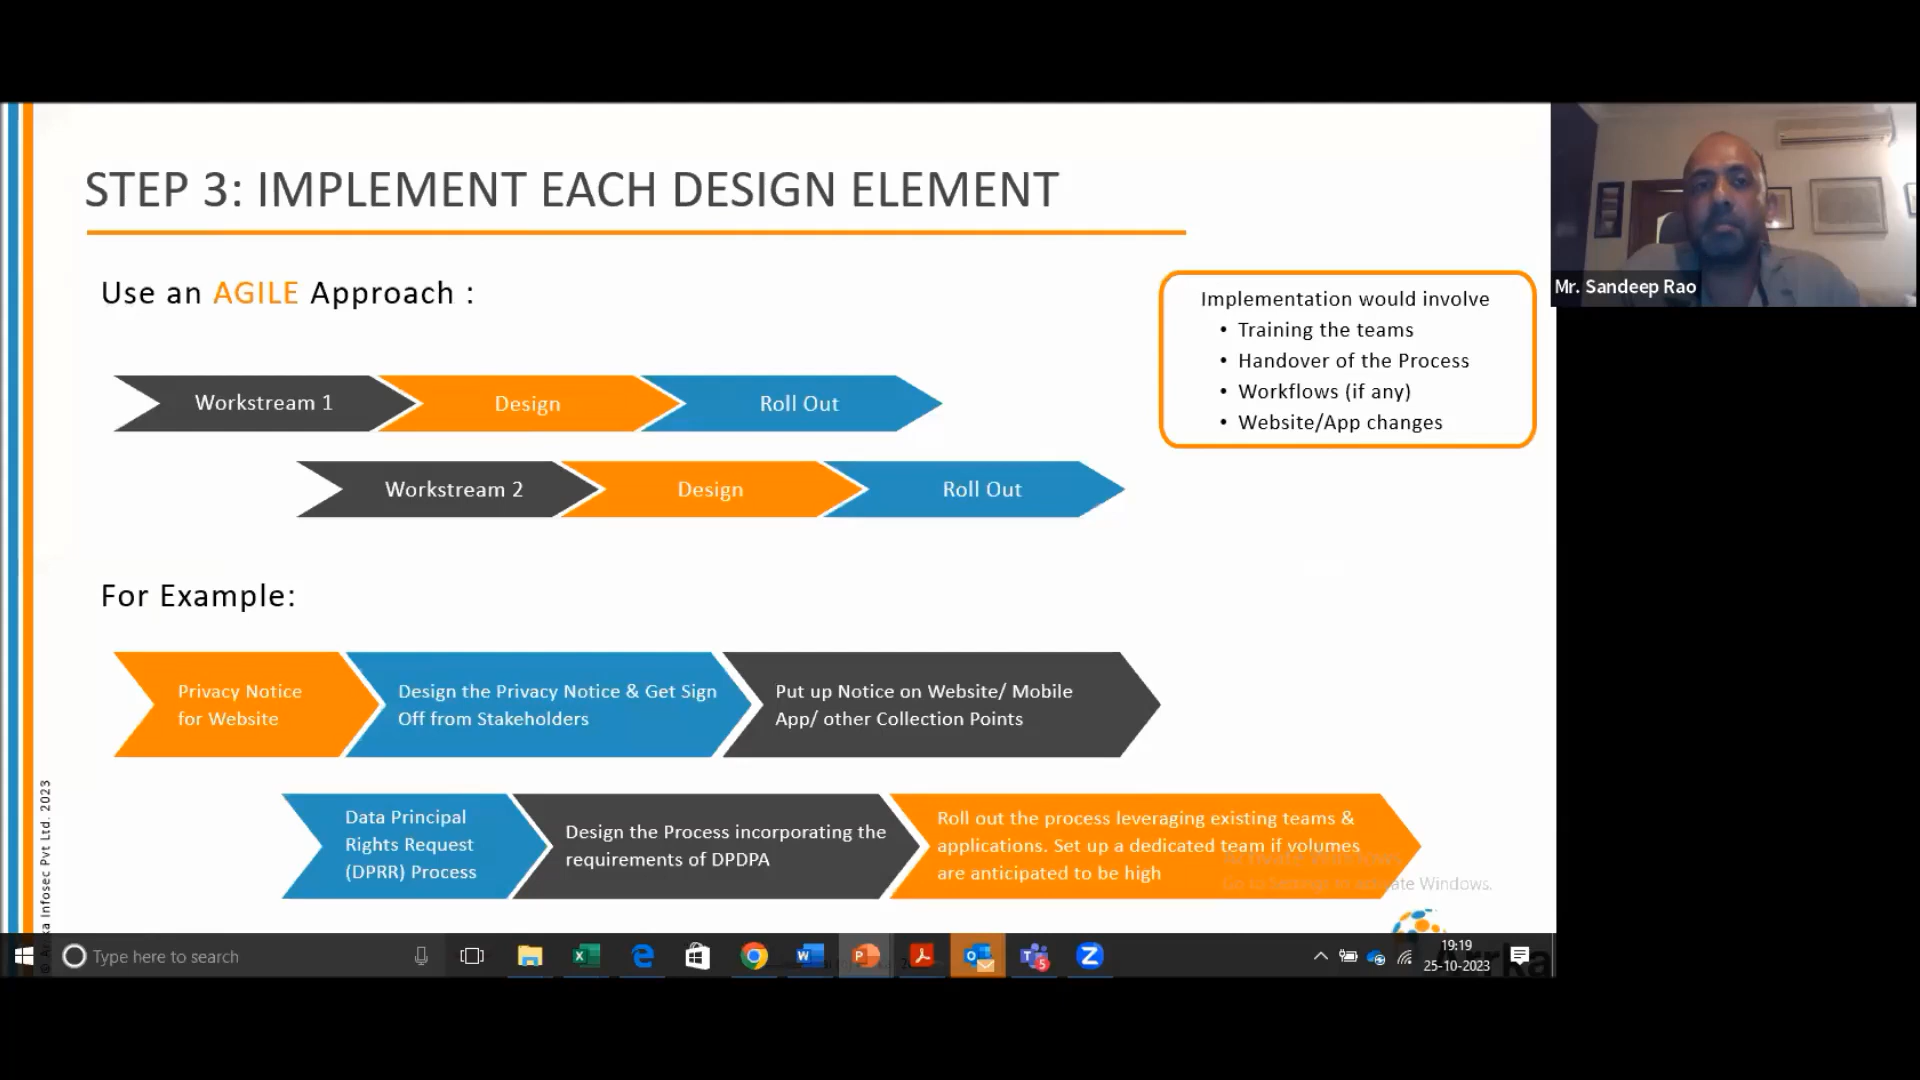 STEP 3: IMPLEMENT EACH DESIGN ELEMENT
Use an AGILE Approach :
Implementation would involve
• Training the teams
• Handover of the Process
• Workflows (if any)
• Website/App changes
Mr. Sandeep Rao
Workstream 1
Design
Roll Out
Workstream 2
Design
Roll Out
For Example:
Privacy Notice
for Website
Design the Privacy Notice & Get Sign
Off from Stakeholders
Put up Notice on Website/ Mobile
App/ other Collection Points
Data Principal
Rights Request
(DPRR) Process
Design the Process incorporating the
requirements of DPDPA
Roll out the process leveraging existing teams &
applications. Set up a dedicated team if volumes
are anticipated to be high
Activate Windows
Go to Settings to activate Windows.
Infosec Pvt Ltd. 2023
Type here to search
19:19
25-10-2023